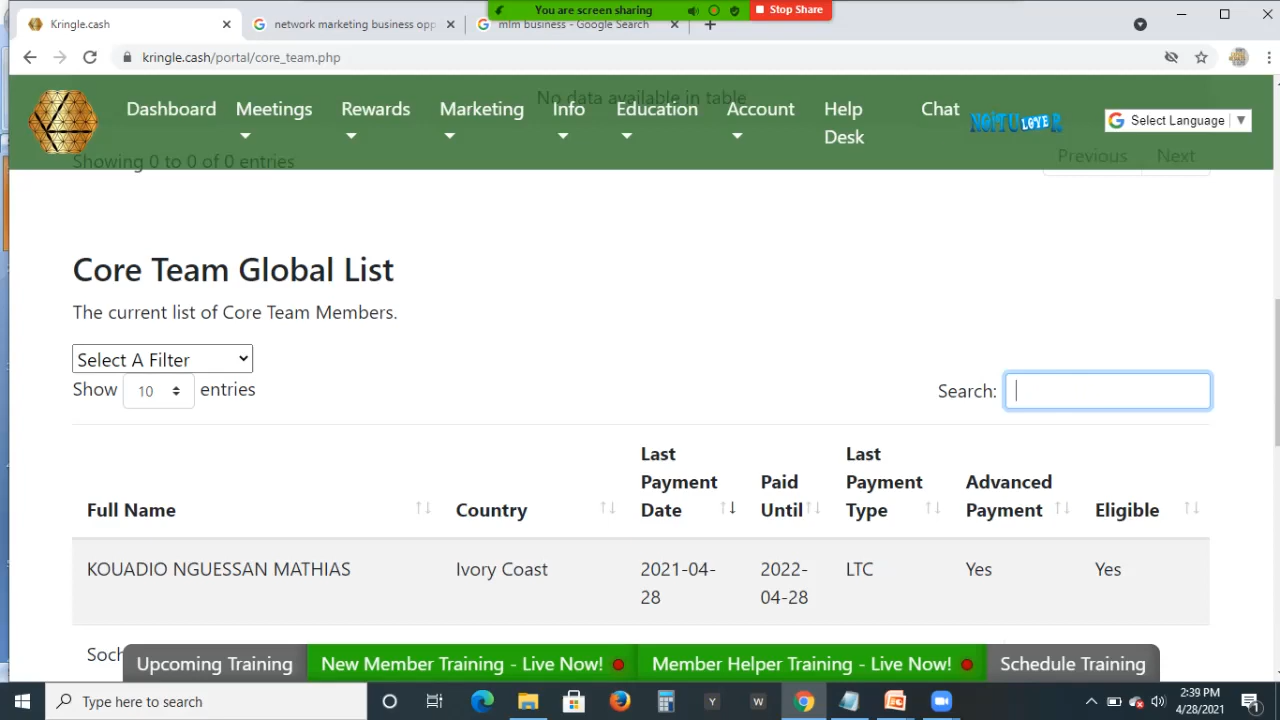 You are screen sharing
Stop Share
Kringle.cash
network marketing business opp
mlm business - Google Search
kringle.cash/portal/core_team.php
No data available in table
Dashboard
Meetings
Rewards
Marketing
Info
Education
Account
Help Desk
Chat
NGITU LOVER
Select Language
Showing 0 to 0 of 0 entries
Previous
Next
Core Team Global List
The current list of Core Team Members.
Select A Filter
Show 10 entries
Search:
Full Name
Country
Last Payment Date
Paid Until
Last Payment Type
Advanced Payment
Eligible
KOUADIO NGUESSAN MATHIAS
Ivory Coast
2021-04-28
2022-04-28
LTC
Yes
Yes
Soch
Upcoming Training
New Member Training - Live Now!
Member Helper Training - Live Now!
Schedule Training
Type here to search
Y
W
2:39 PM
4/28/2021
1